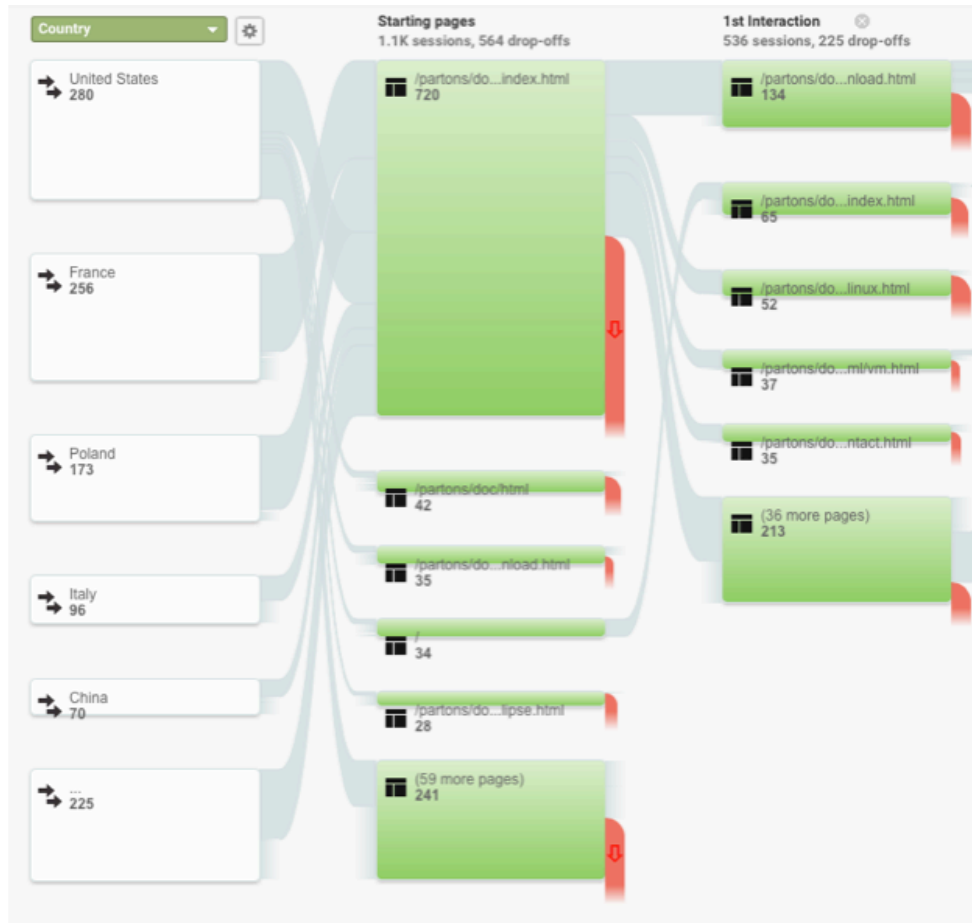 Country
United States
280
France
256
Poland
173
Italy
96
China
70
...
225
Starting pages
1.1K sessions, 564 drop-offs
/partons/do...index.html
720
/partons/doc/html
42
/partons/do...nload.html
35
/
34
/partons/do...lipse.html
28
(59 more pages)
241
1st Interaction
536 sessions, 225 drop-offs
/partons/do...nload.html
134
/partons/do...index.html
65
/partons/do...linux.html
52
/partons/do...ml/vm.html
37
/partons/do...ntact.html
35
(36 more pages)
213